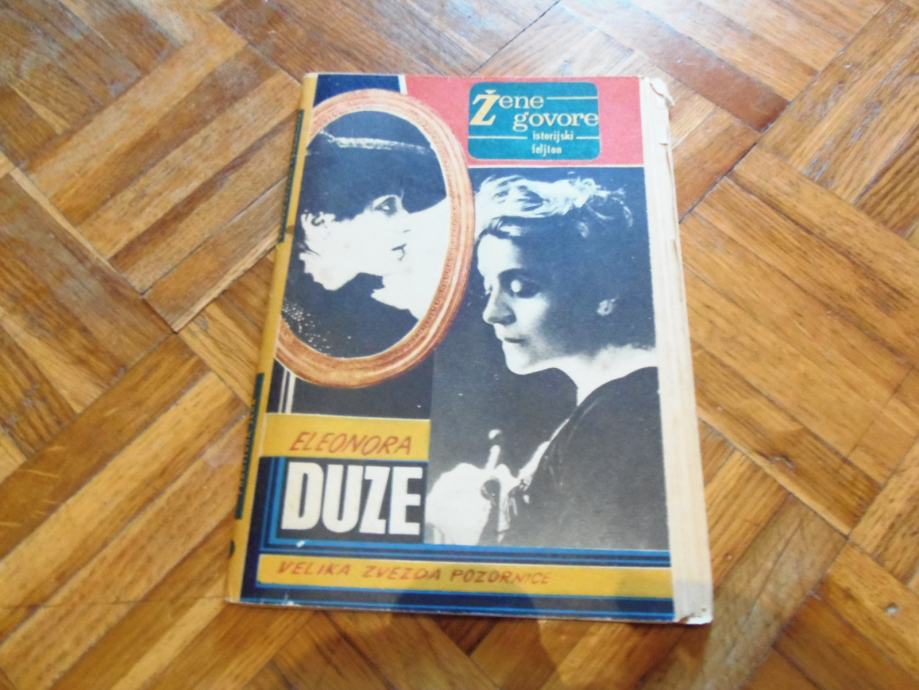 Žene
govore
istorijski
feljton
ELEONORA
DUZE
VELIKA ZVEZDA POZORNICE